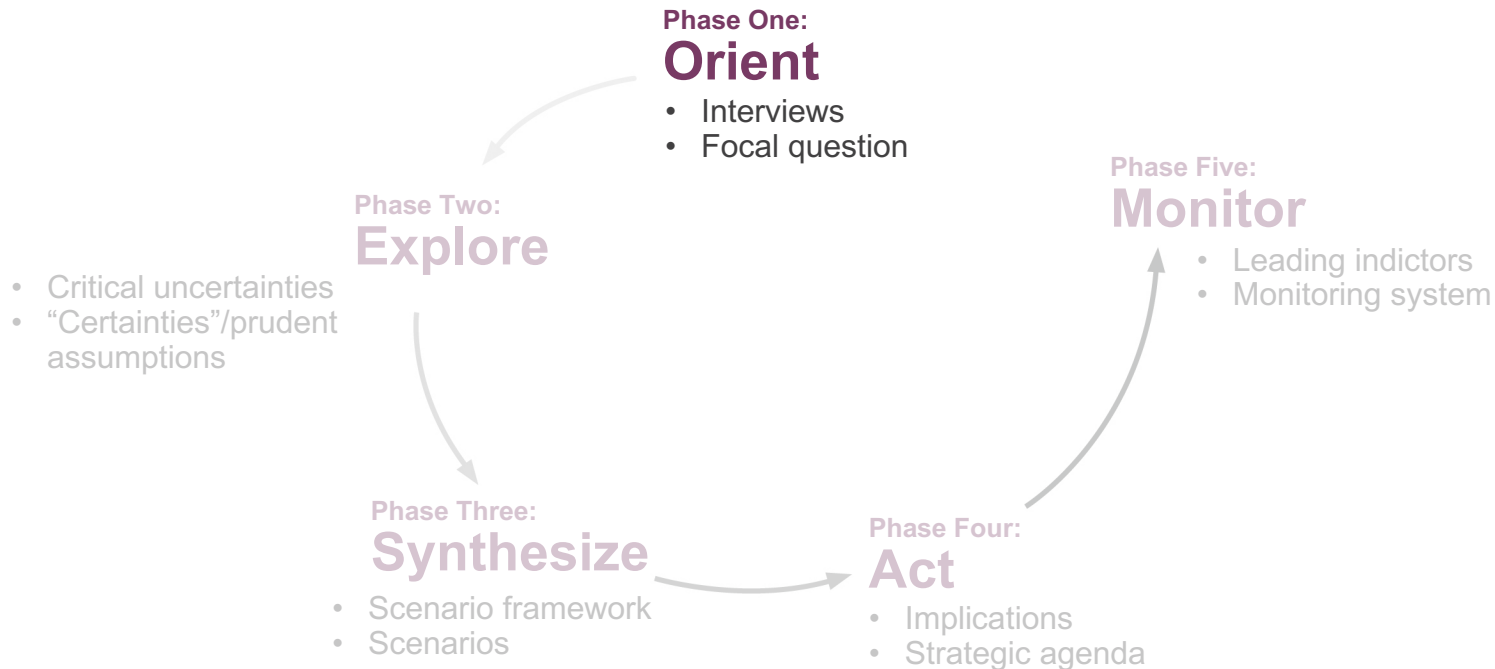 Phase One:
Orient
• Interviews
• Focal question
Phase Two:
Explore
• Critical uncertainties
• “Certainties”/prudent
assumptions
Phase Three:
Synthesize
• Scenario framework
• Scenarios
Phase Four:
Act
• Implications
• Strategic agenda
Phase Five:
Monitor
• Leading indictors
• Monitoring system